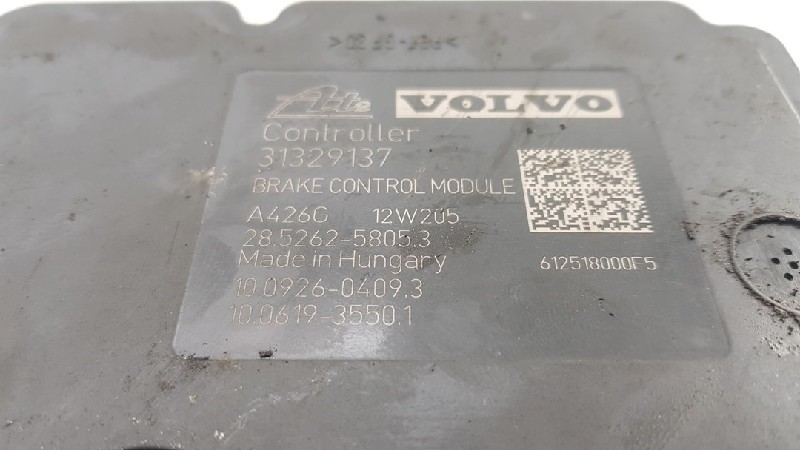 Ate VOLVO
Controller
31329137
BRAKE CONTROL MODULE
A426G 12W205
28.5262-5805.3
Made in Hungary
612518000F5
10.0926-0409.3
10.0619-3550.1